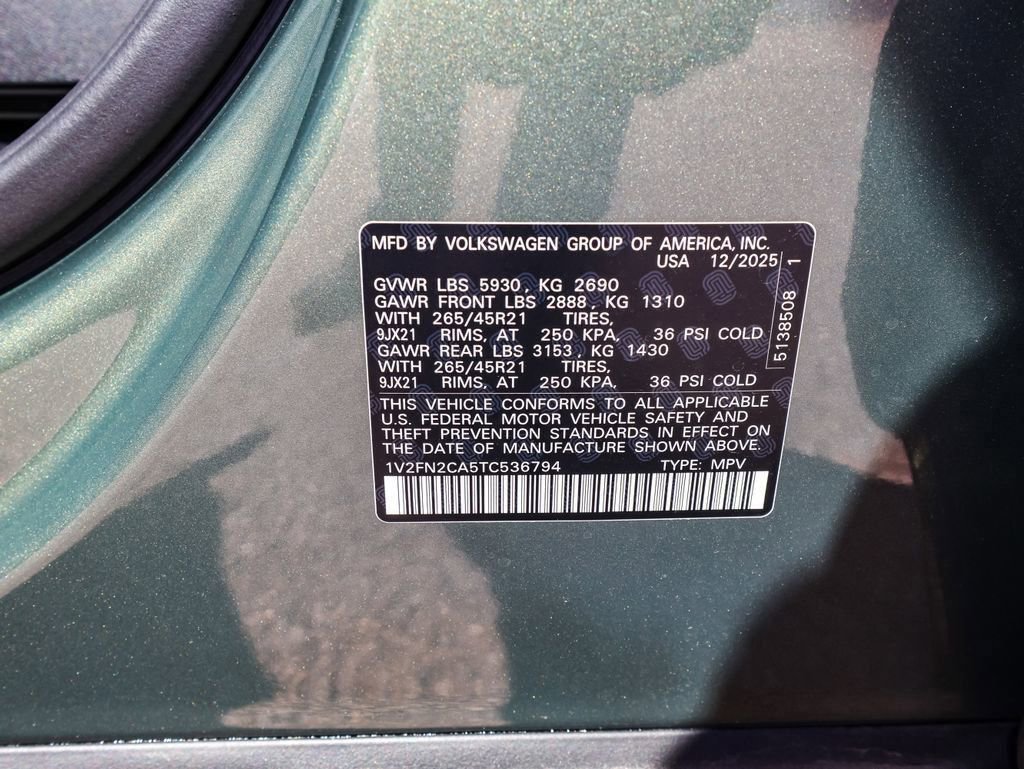 MFD BY VOLKSWAGEN GROUP OF AMERICA, INC.
USA 12/2025
GVWR LBS 5930, KG 2690
GAWR FRONT LBS 2888, KG 1310
WITH 265/45R21 TIRES,
9JX21 RIMS, AT 250 KPA, 36 PSI COLD
GAWR REAR LBS 3153, KG 1430
WITH 265/45R21 TIRES,
9JX21 RIMS, AT 250 KPA, 36 PSI COLD
5138508 1
THIS VEHICLE CONFORMS TO ALL APPLICABLE
U.S. FEDERAL MOTOR VEHICLE SAFETY AND
THEFT PREVENTION STANDARDS IN EFFECT ON
THE DATE OF MANUFACTURE SHOWN ABOVE.
1V2FN2CA5TC536794 TYPE: MPV